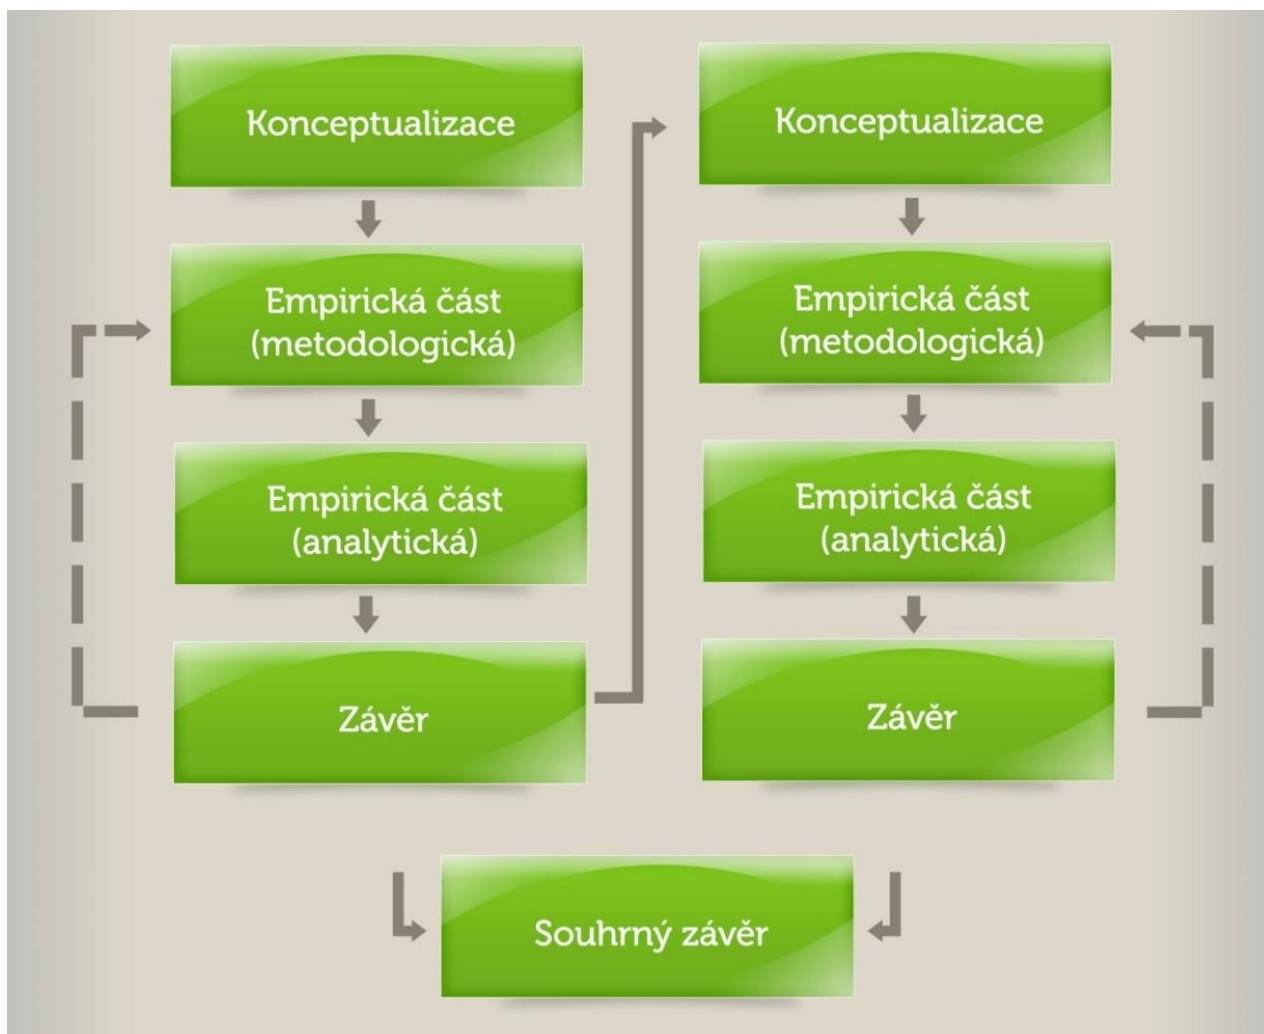 Konceptualizace
Empirická část
(metodologická)
Empirická část
(analytická)
Závěr
Konceptualizace
Empirická část
(metodologická)
Empirická část
(analytická)
Závěr
Souhrný závěr